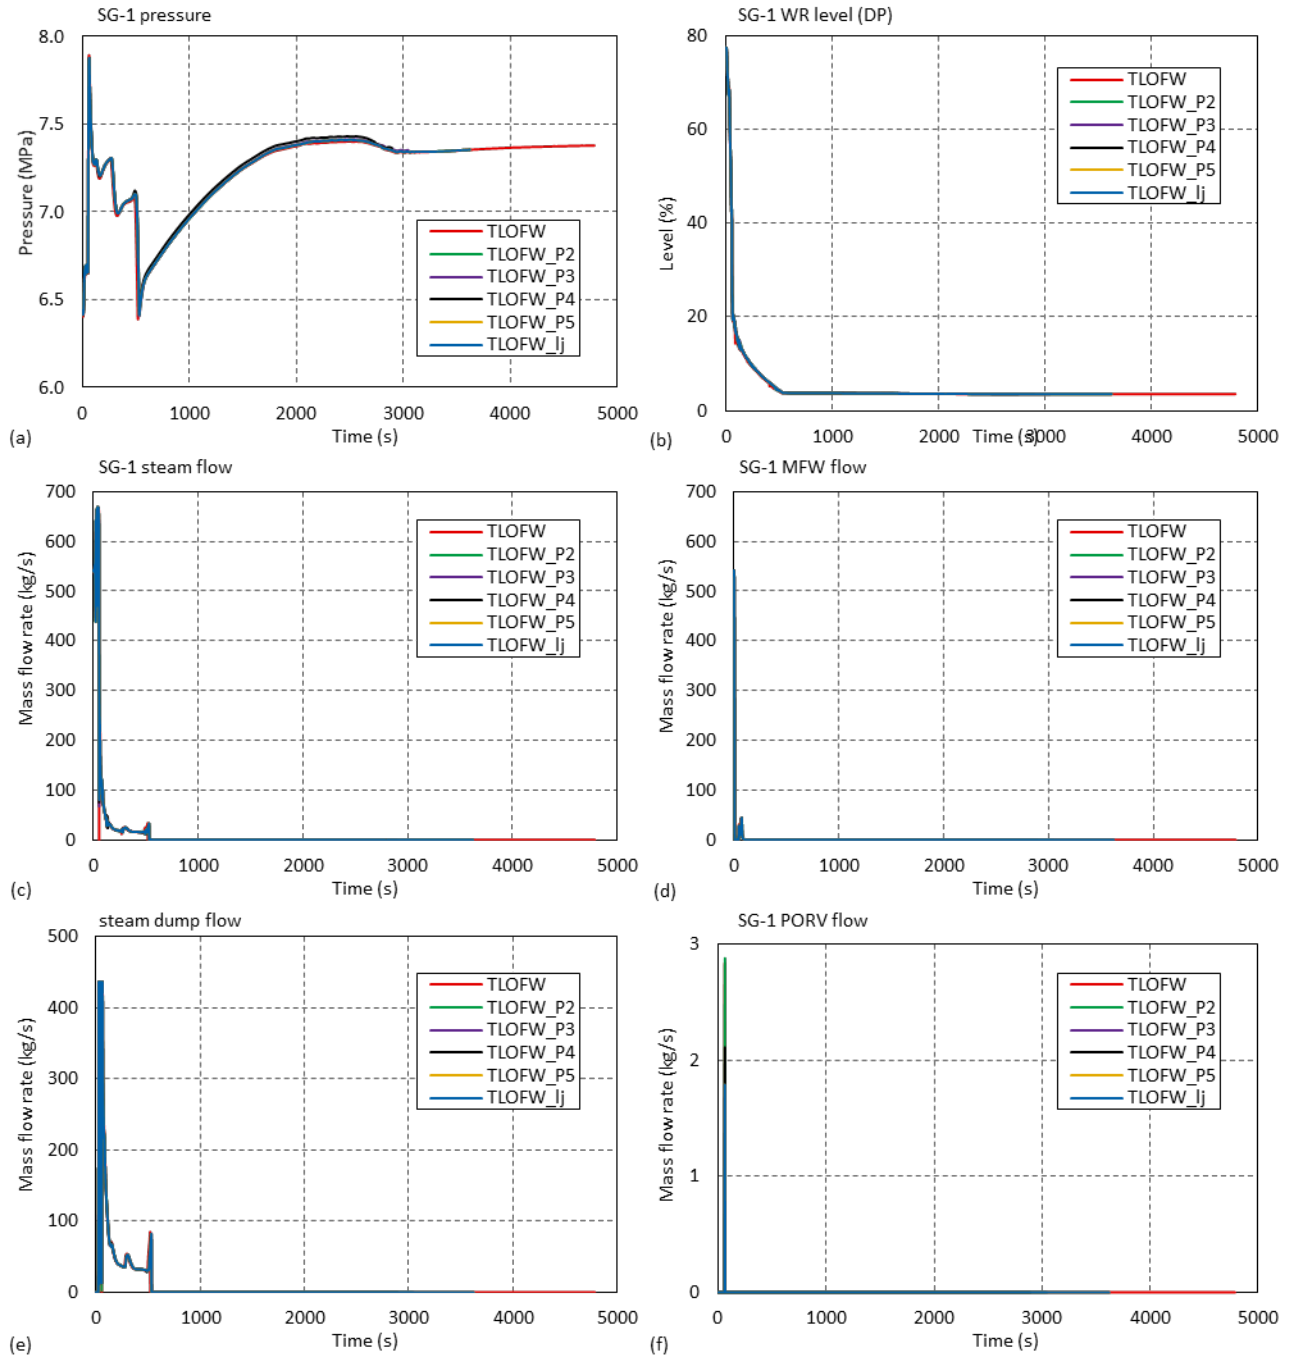 SG-1 pressure
8.0
7.5
7.0
6.5
6.0
Pressure (MPa)
TLOFW
TLOFW_P2
TLOFW_P3
TLOFW_P4
TLOFW_P5
TLOFW_lj
0 1000 2000 3000 4000 5000
Time (s)
(a)
SG-1 WR level (DP)
80
60
40
20
0
Level (%)
TLOFW
TLOFW_P2
TLOFW_P3
TLOFW_P4
TLOFW_P5
TLOFW_lj
0 1000 2000 3000 4000 5000
Time (s)
(b)
SG-1 steam flow
700
600
500
400
300
200
100
0
Mass flow rate (kg/s)
TLOFW
TLOFW_P2
TLOFW_P3
TLOFW_P4
TLOFW_P5
TLOFW_lj
0 1000 2000 3000 4000 5000
Time (s)
(c)
SG-1 MFW flow
700
600
500
400
300
200
100
0
Mass flow rate (kg/s)
TLOFW
TLOFW_P2
TLOFW_P3
TLOFW_P4
TLOFW_P5
TLOFW_lj
0 1000 2000 3000 4000 5000
Time (s)
(d)
steam dump flow
500
400
300
200
100
0
Mass flow rate (kg/s)
TLOFW
TLOFW_P2
TLOFW_P3
TLOFW_P4
TLOFW_P5
TLOFW_lj
0 1000 2000 3000 4000 5000
Time (s)
(e)
SG-1 PORV flow
3
2
1
0
Mass flow rate (kg/s)
TLOFW
TLOFW_P2
TLOFW_P3
TLOFW_P4
TLOFW_P5
TLOFW_lj
0 1000 2000 3000 4000 5000
Time (s)
(f)